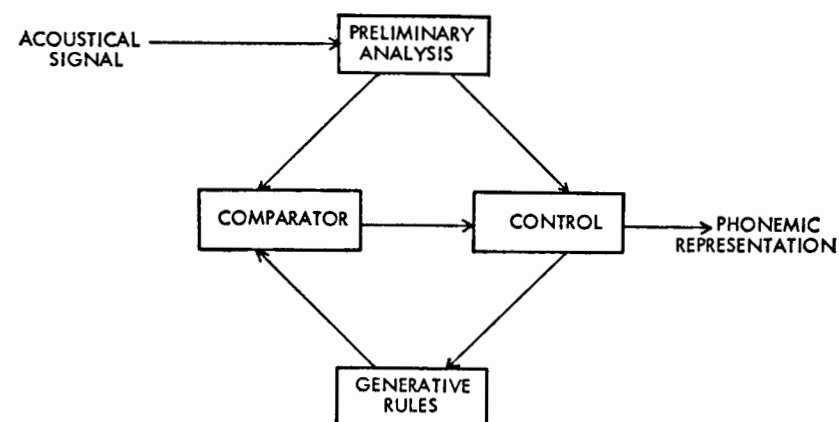 ACOUSTICAL
SIGNAL
PRELIMINARY
ANALYSIS
COMPARATOR
CONTROL
PHONEMIC
REPRESENTATION
GENERATIVE
RULES